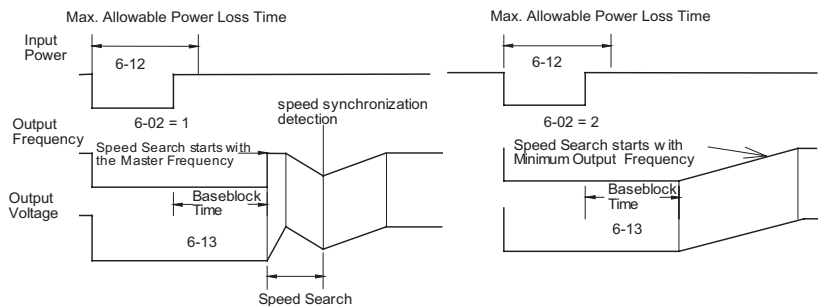 Max. Allowable Power Loss Time
Input
Power
6-12
6-02 = 1
speed synchronization
detection
Output
Frequency
Speed Search starts with
the Master Frequency
Output
Voltage
Baseblock
Time
6-13
Speed Search
Max. Allowable Power Loss Time
6-12
6-02 = 2
Speed Search starts with
Minimum Output Frequency
Baseblock
Time
6-13